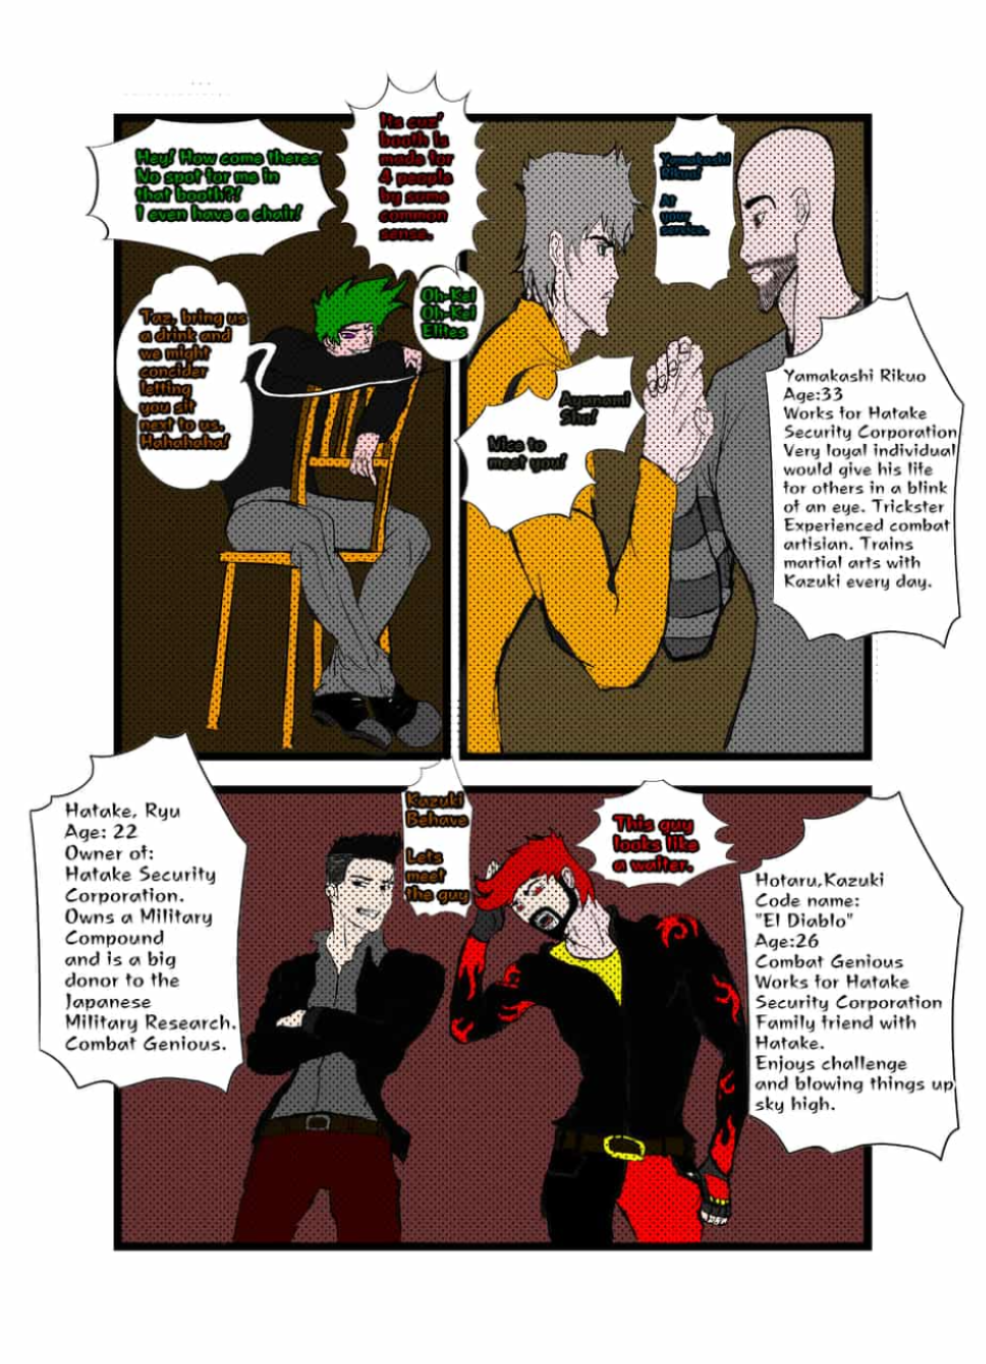 Hey! How come theres
No spot for me in
that booth?!
I even have a chair!
Its cuz'
booth is
made for
4 people
by some
common
sense.
Taz, bring us
a drink and
we might
concider
letting
you sit
next to us.
Hahahaha!
Oh-Kei
Oh-Kei
Elites
Yamakashi
Rikuo!
At
your
service.
Ayanami
Sho!
Nice to
meet you!
Yamakashi Rikuo
Age:33
Works for Hatake
Security Corporation
Very loyal individual
would give his life
for others in a blink
of an eye. Trickster
Experienced combat
artisian. Trains
martial arts with
Kazuki every day.
Hatake, Ryu
Age: 22
Owner of:
Hatake Security
Corporation.
Owns a Military
Compound
and is a big
donor to the
Japanese
Military Research.
Combat Genious.
Kazuki
Behave
Lets
meet
the guy
This guy
looks like
a waiter.
Hotaru,Kazuki
Code name:
"El Diablo"
Age:26
Combat Genious
Works for Hatake
Security Corporation
Family friend with
Hatake.
Enjoys challenge
and blowing things up
sky high.